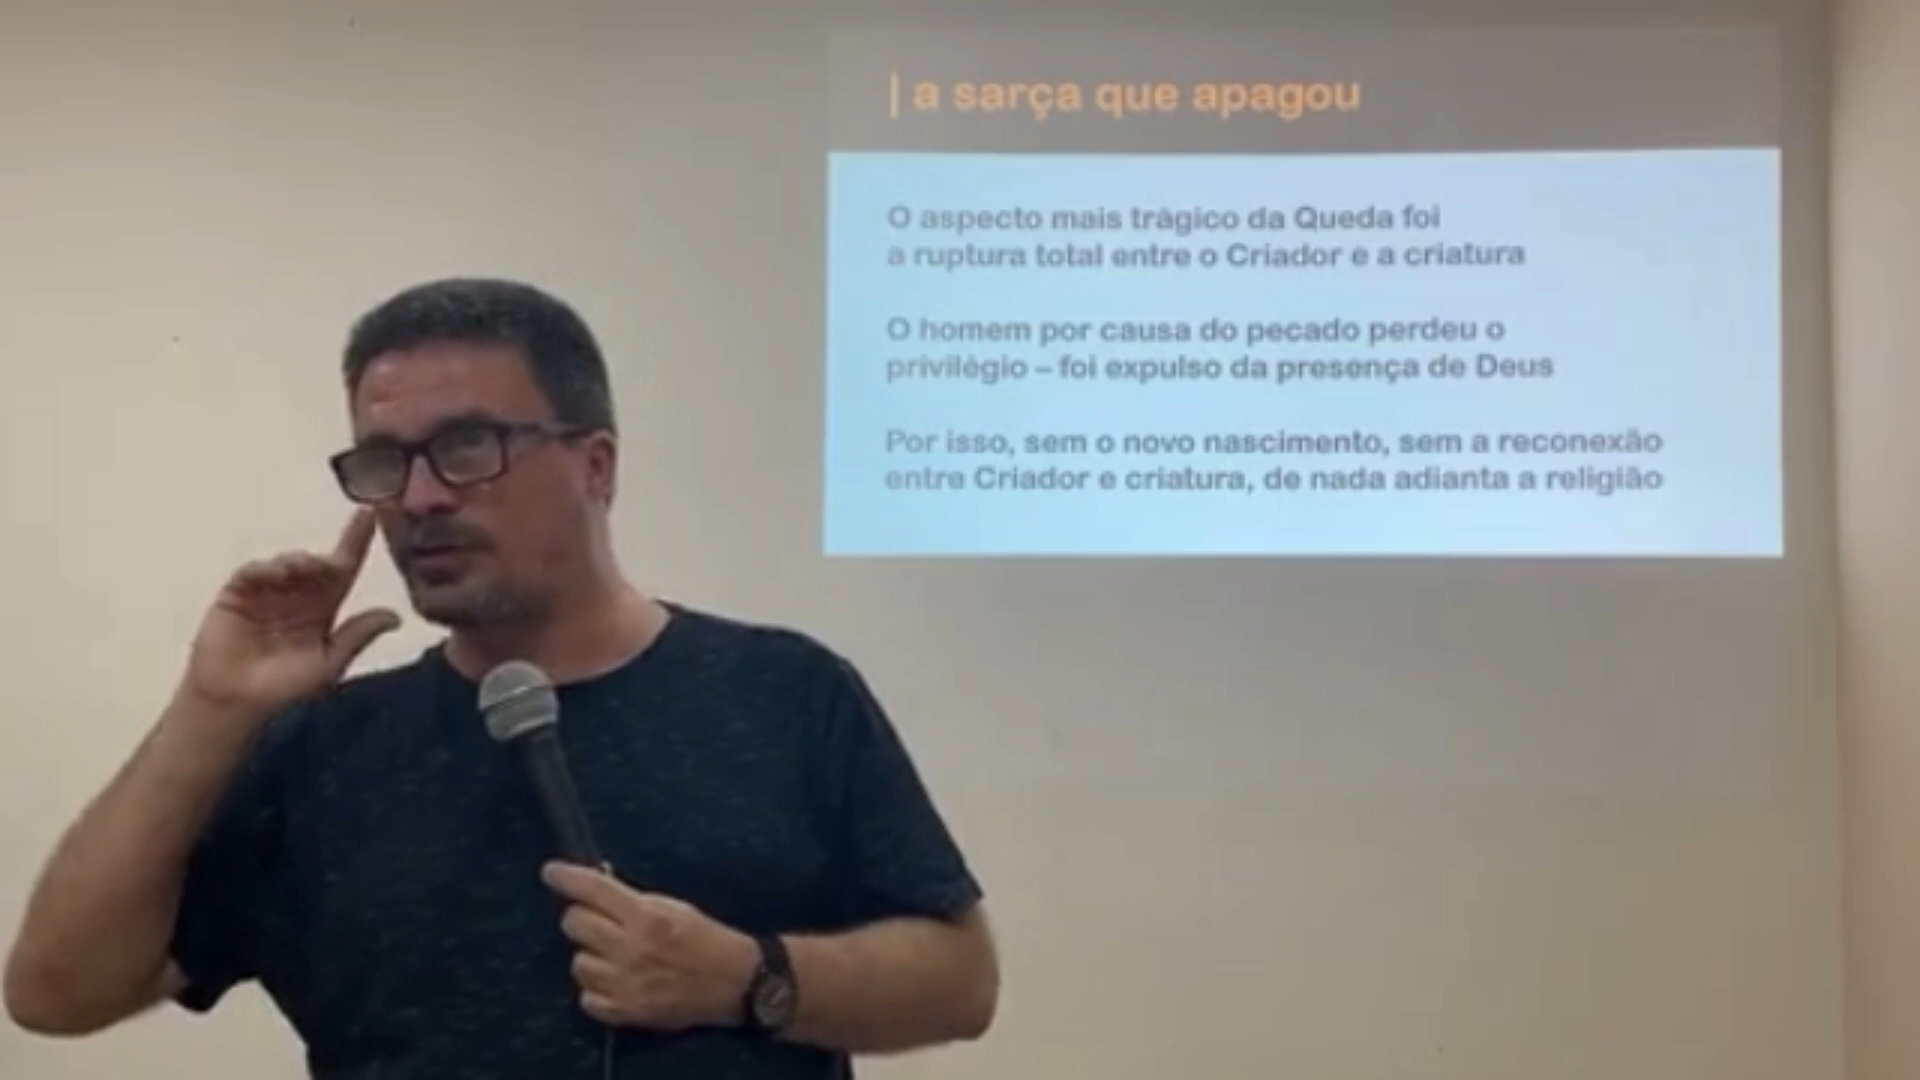 | a sarça que apagou
O aspecto mais trágico da Queda foi
a ruptura total entre o Criador e a criatura
O homem por causa do pecado perdeu o
privilégio – foi expulso da presença de Deus
Por isso, sem o novo nascimento, sem a reconexão
entre Criador e criatura, de nada adianta a religião